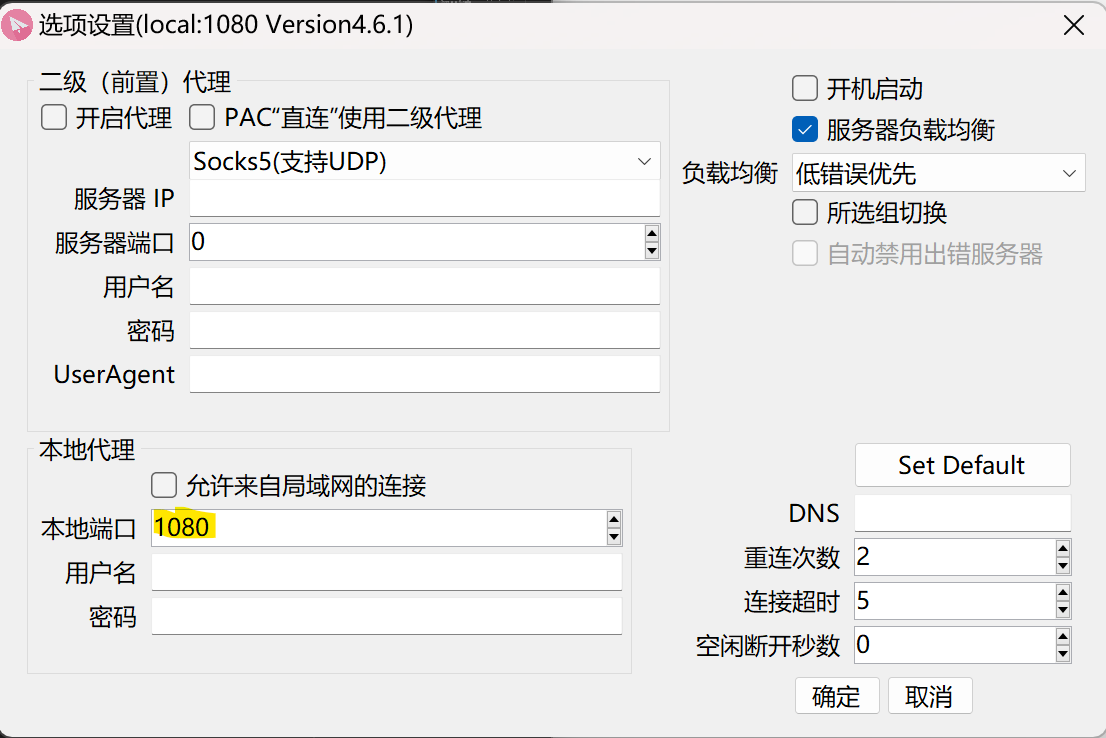 选项设置(local:1080 Version4.6.1)
二级（前置）代理
开启代理
PAC“直连”使用二级代理
Socks5(支持UDP)
服务器 IP
服务器端口
0
用户名
密码
UserAgent
开机启动
服务器负载均衡
负载均衡
低错误优先
所选组切换
自动禁用出错服务器
本地代理
允许来自局域网的连接
本地端口
1080
用户名
密码
Set Default
DNS
重连次数
2
连接超时
5
空闲断开秒数
0
确定
取消